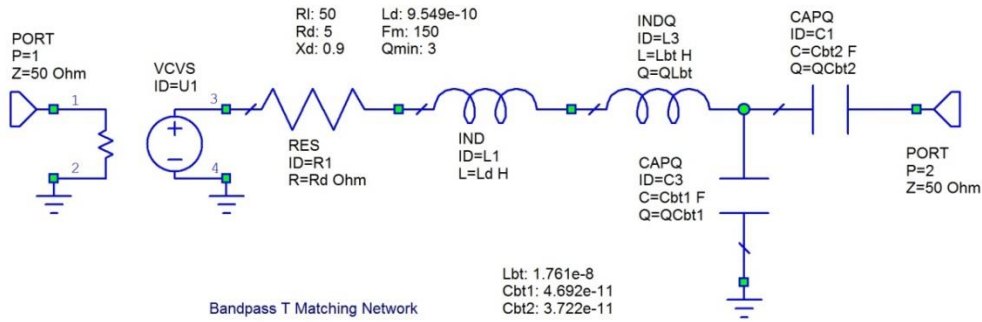 Rl: 50
Rd: 5
Xd: 0.9
Ld: 9.549e-10
Fm: 150
Qmin: 3
PORT
P=1
Z=50 Ohm
1
2
VCVS
ID=U1
3
4
RES
ID=R1
R=Rd Ohm
IND
ID=L1
L=Ld H
INDQ
ID=L3
L=Lbt H
Q=QLbt
CAPQ
ID=C1
C=Cbt2 F
Q=QCbt2
CAPQ
ID=C3
C=Cbt1 F
Q=QCbt1
PORT
P=2
Z=50 Ohm
Lbt: 1.761e-8
Cbt1: 4.692e-11
Cbt2: 3.722e-11
Bandpass T Matching Network